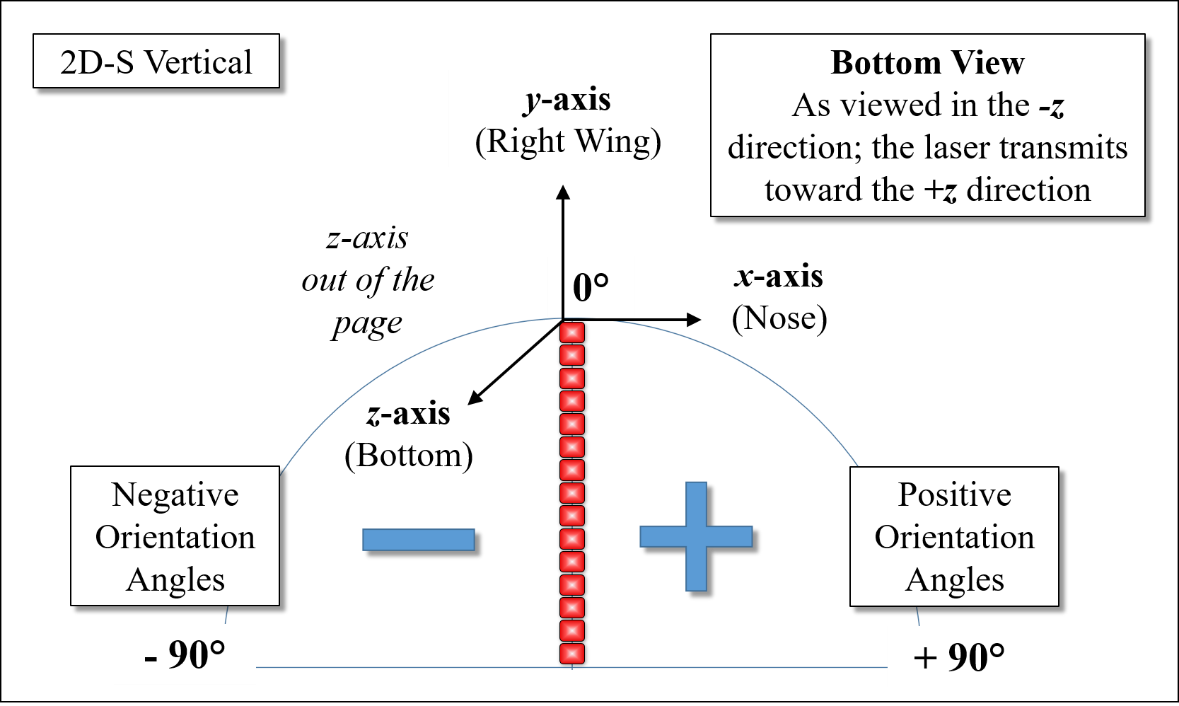 2D-S Vertical
y-axis
(Right Wing)
Bottom View
As viewed in the -z
direction; the laser transmits
toward the +z direction
z-axis
out of the
page
0°
x-axis
(Nose)
z-axis
(Bottom)
Negative
Orientation
Angles
Positive
Orientation
Angles
- 90°
+ 90°